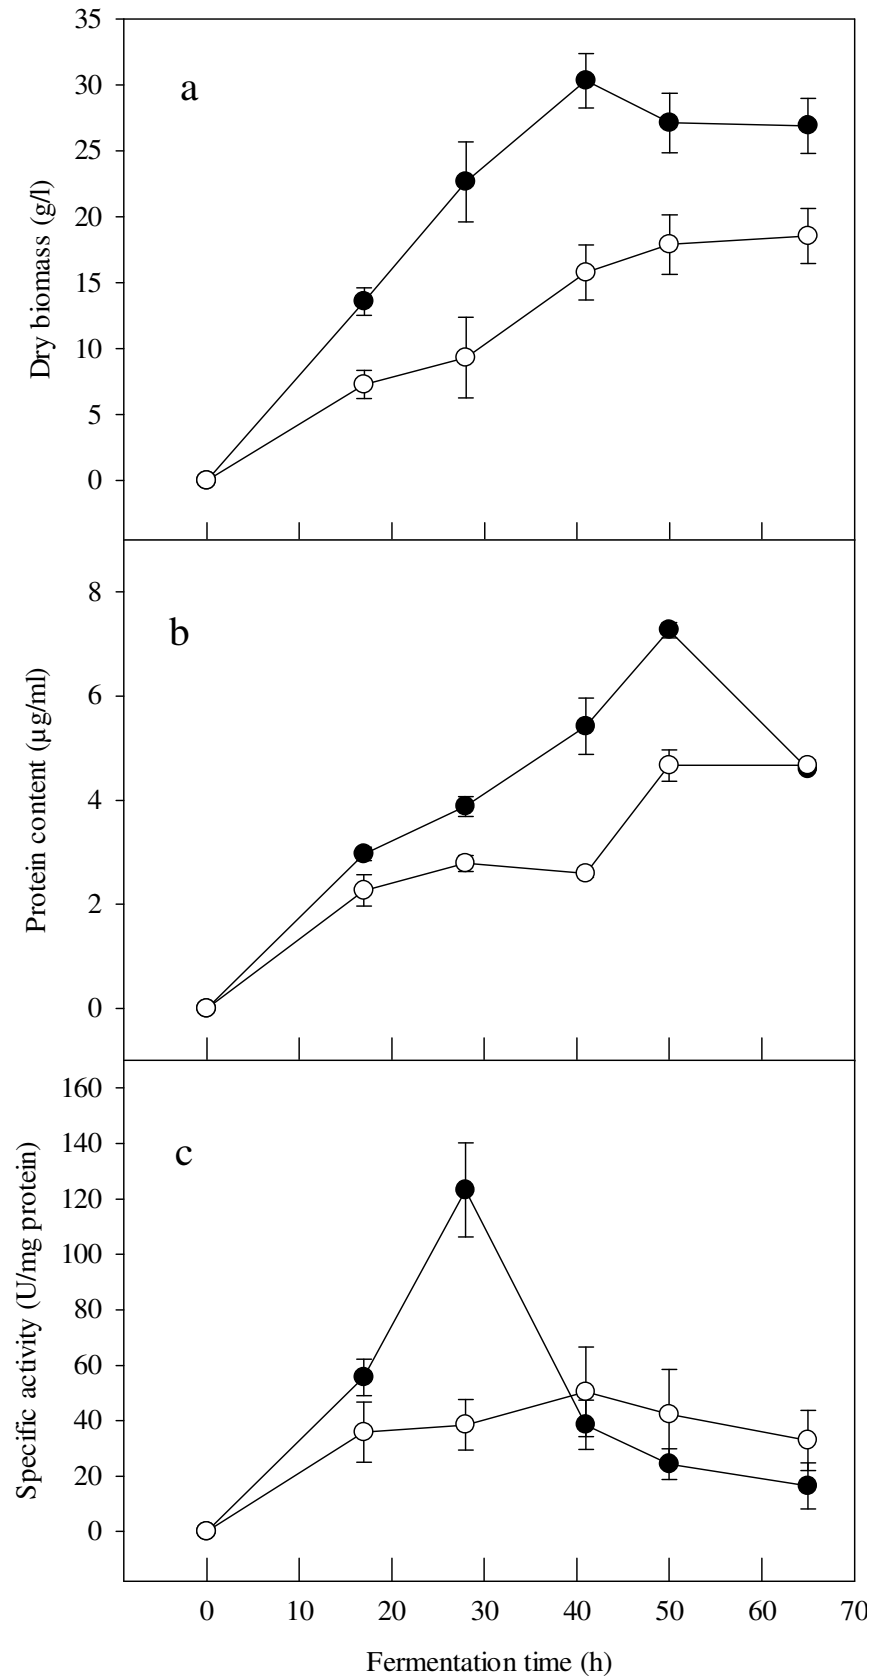 35
30
25
20
15
10
5
0
Dry biomass (g/l)
a
8
6
4
2
0
Protein content (μg/ml)
b
160
140
120
100
80
60
40
20
0
Specific activity (U/mg protein)
c
0 10 20 30 40 50 60 70
Fermentation time (h)